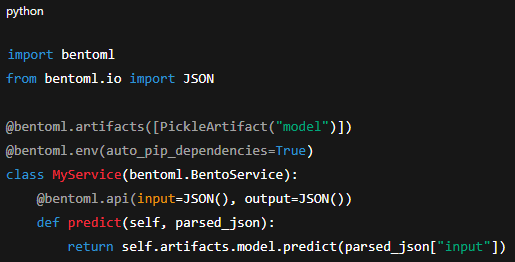 python
import bentoml
from bentoml.io import JSON
@bentoml.artifacts([PickleArtifact("model")])
@bentoml.env(auto_pip_dependencies=True)
class MyService(bentoml.BentoService):
    @bentoml.api(input=JSON(), output=JSON())
    def predict(self, parsed_json):
        return self.artifacts.model.predict(parsed_json["input"])